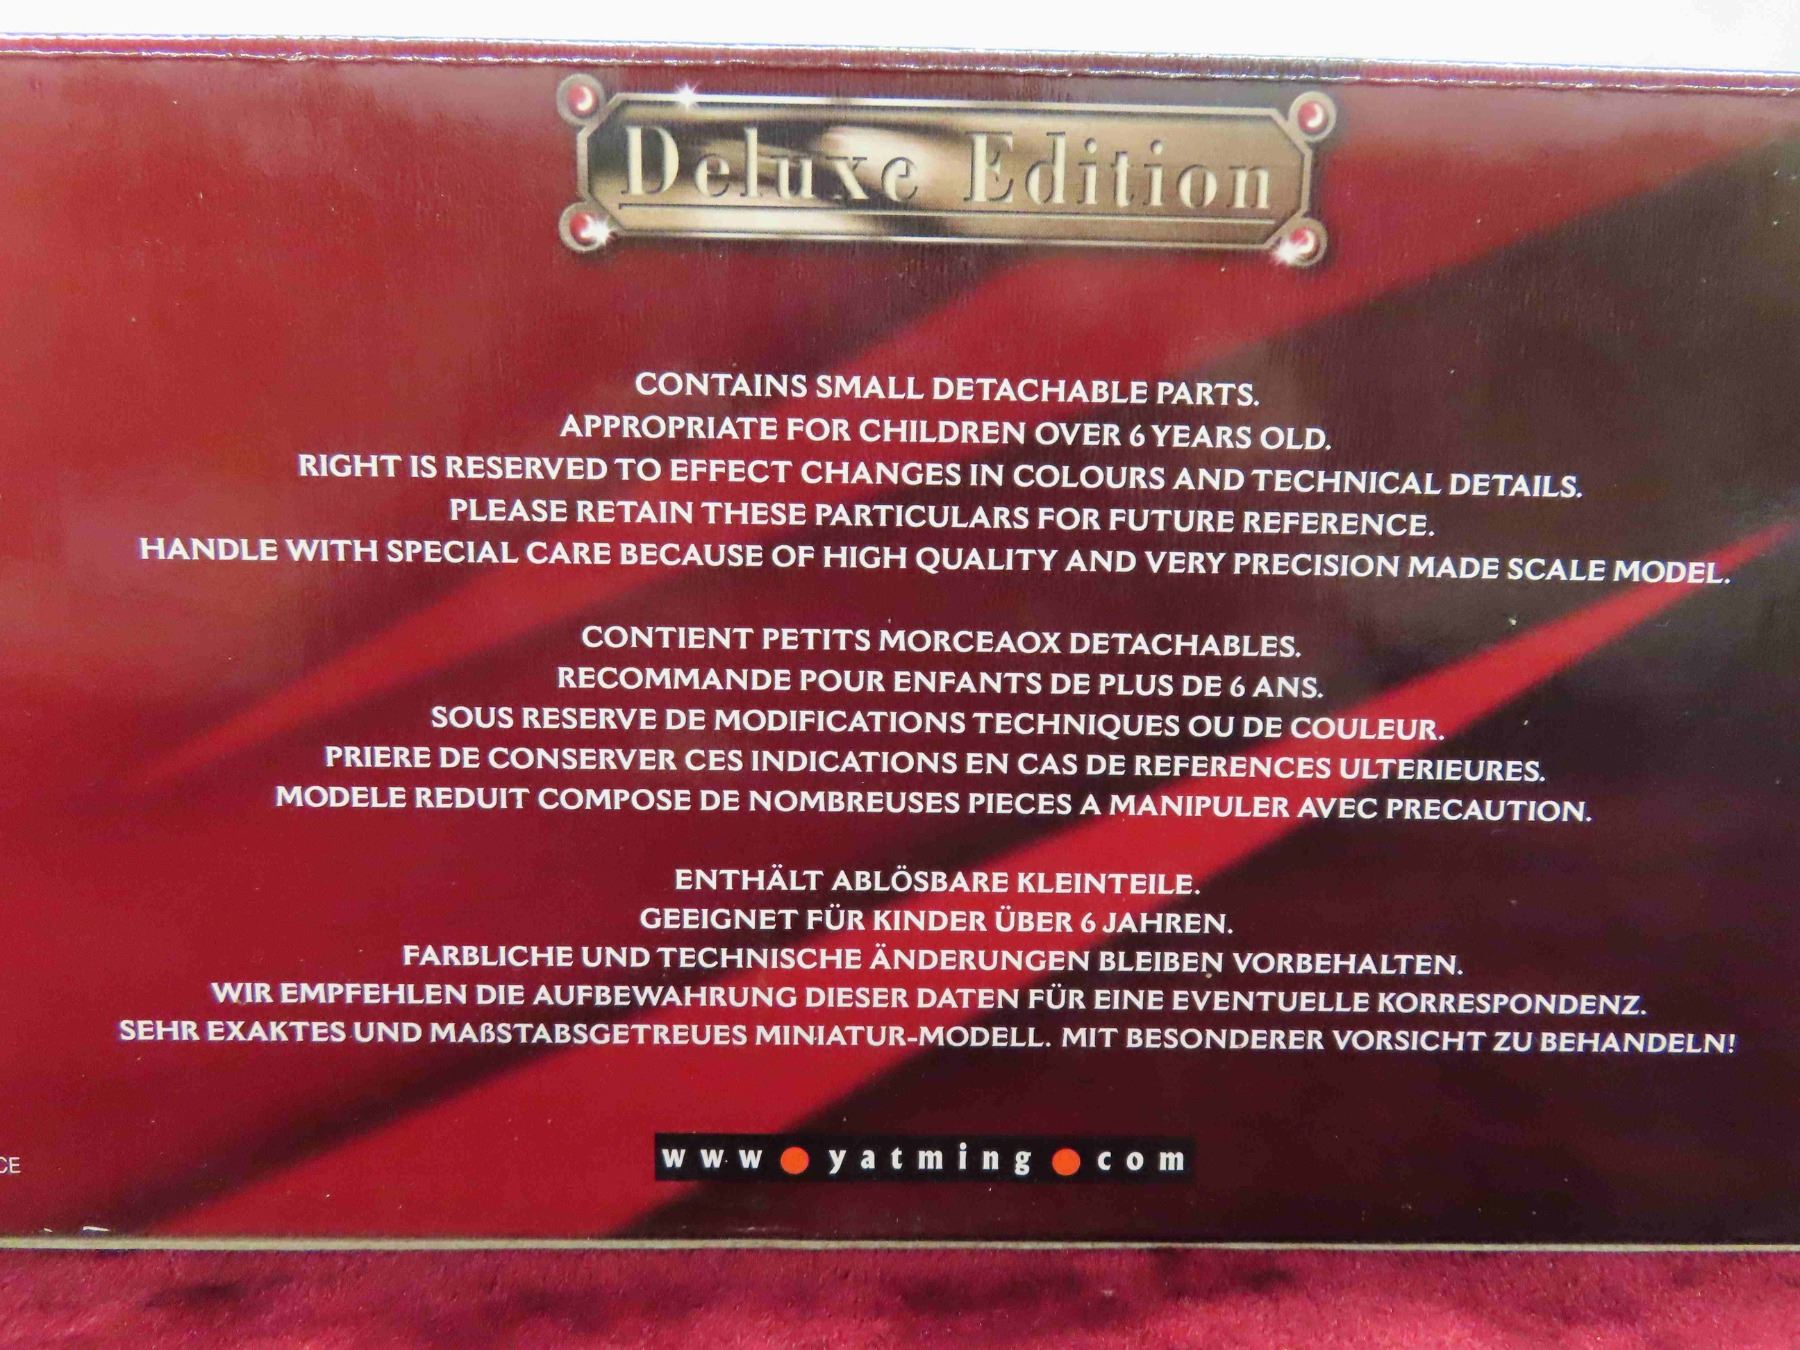 Deluxe Edition
CONTAINS SMALL DETACHABLE PARTS.
APPROPRIATE FOR CHILDREN OVER 6 YEARS OLD.
RIGHT IS RESERVED TO EFFECT CHANGES IN COLOURS AND TECHNICAL DETAILS.
PLEASE RETAIN THESE PARTICULARS FOR FUTURE REFERENCE.
HANDLE WITH SPECIAL CARE BECAUSE OF HIGH QUALITY AND VERY PRECISION MADE SCALE MODEL.
CONTIENT PETITS MORCEAOX DETACHABLES.
RECOMMANDE POUR ENFANTS DE PLUS DE 6 ANS.
SOUS RESERVE DE MODIFICATIONS TECHNIQUES OU DE COULEUR.
PRIERE DE CONSERVER CES INDICATIONS EN CAS DE REFERENCES ULTERIEURES.
MODELE REDUIT COMPOSE DE NOMBREUSES PIECES A MANIPULER AVEC PRECAUTION.
ENTHÄLT ABLÖSBARE KLEINTEILE.
GEEIGNET FÜR KINDER ÜBER 6 JAHREN.
FARBLICHE UND TECHNISCHE ÄNDERUNGEN BLEIBEN VORBEHALTEN.
WIR EMPFEHLEN DIE AUFBEWAHRUNG DIESER DATEN FÜR EINE EVENTUELLE KORRESPONDENZ.
SEHR EXAKTES UND MAßSTABSGETREUES MINIATUR-MODELL. MIT BESONDERER VORSICHT ZU BEHANDELN!
www.yatming.com